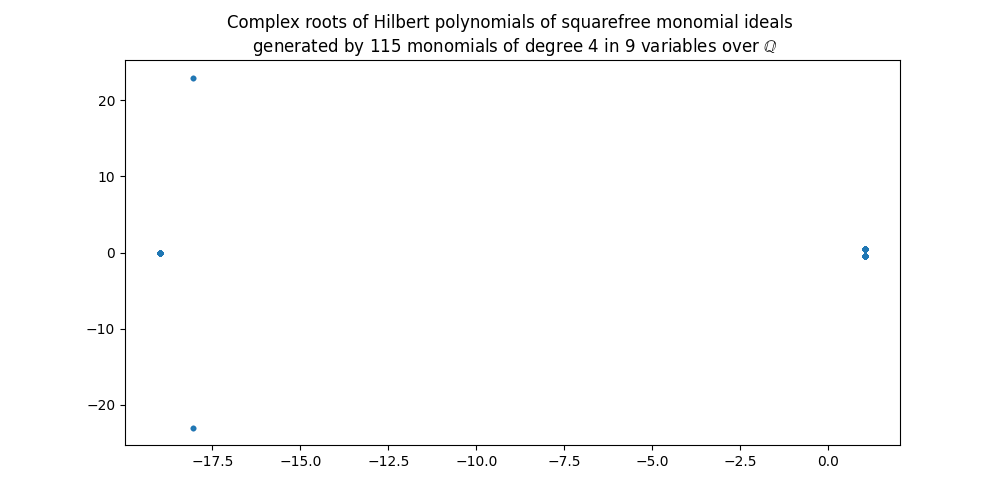 Complex roots of Hilbert polynomials of squarefree monomial ideals
generated by 115 monomials of degree 4 in 9 variables over ℚ
20
10
0
−10
−20
−17.5 −15.0 −12.5 −10.0 −7.5 −5.0 −2.5 0.0